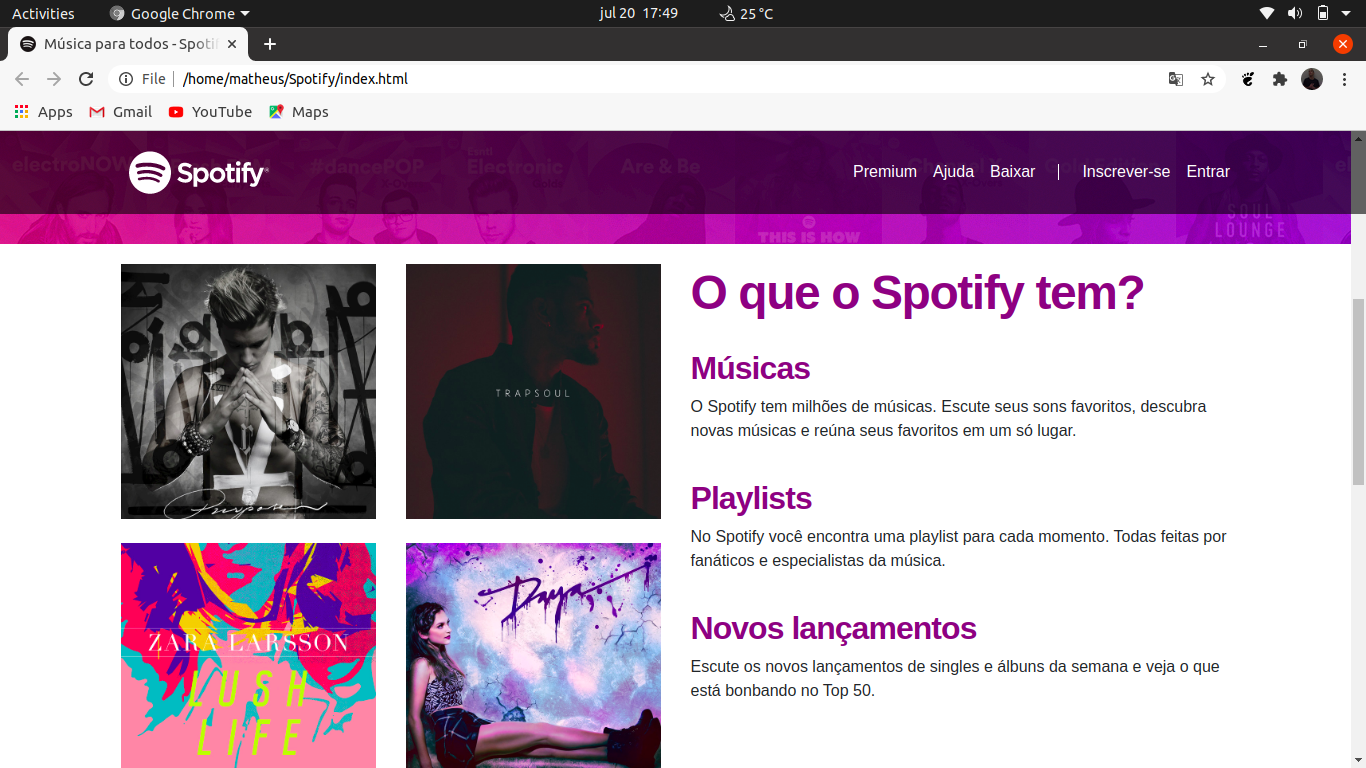 Activities
Google Chrome
jul 20 17:49
25 °C
Música para todos - Spotif
File
/home/matheus/Spotify/index.html
Apps
Gmail
YouTube
Maps
electroNOW
#dancePOP
Electronic
Are & Be
Spotify
Premium
Ajuda
Baixar
Inscrever-se
Entrar
THIS IS HOW
SOUL
LOUNGE
O que o Spotify tem?
Purpose
TRAPSOUL
Músicas
O Spotify tem milhões de músicas. Escute seus sons favoritos, descubra
novas músicas e reúna seus favoritos em um só lugar.
Playlists
No Spotify você encontra uma playlist para cada momento. Todas feitas por
fanáticos e especialistas da música.
ZARA LARSSON
LUSH
LIFE
Daya
Novos lançamentos
Escute os novos lançamentos de singles e álbuns da semana e veja o que
está bonbando no Top 50.